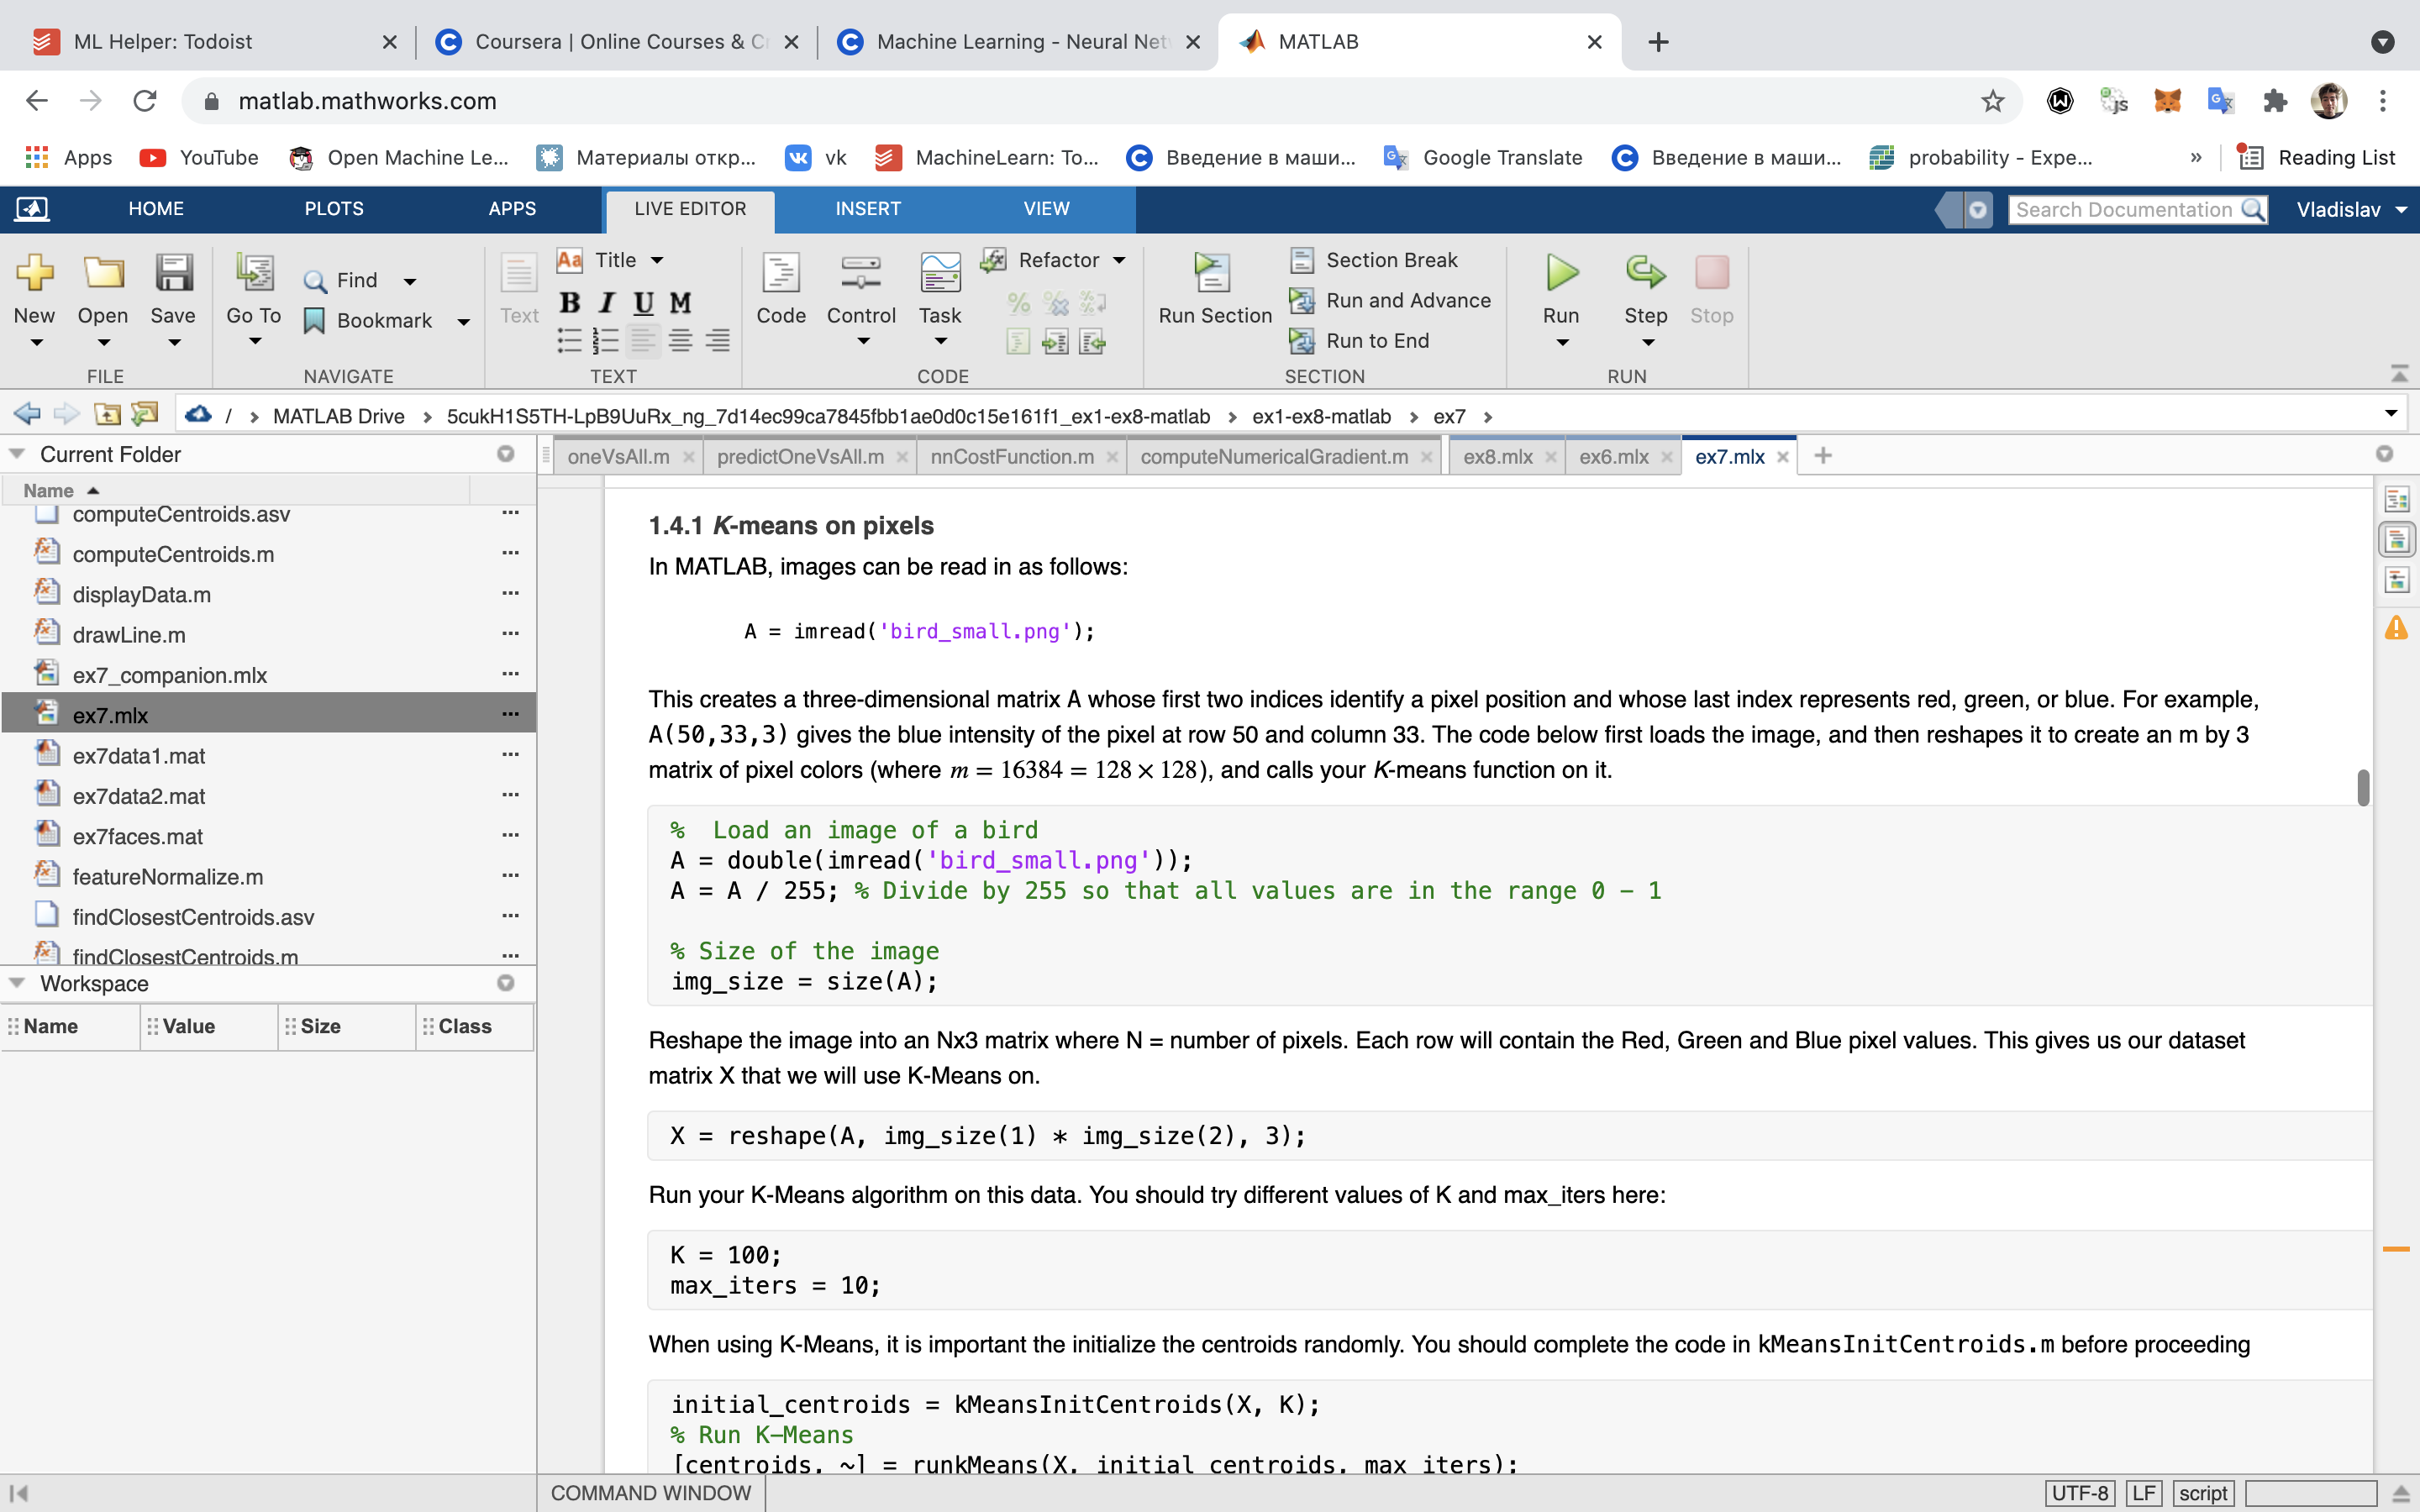 ML Helper: Todoist
Coursera | Online Courses & Cr
Machine Learning - Neural Net
MATLAB
matlab.mathworks.com
Apps
YouTube
Open Machine Le...
Материалы откр...
vk
MachineLearn: To...
Введение в маши...
Google Translate
Введение в маши...
probability - Expe...
»
Reading List
HOME
PLOTS
APPS
LIVE EDITOR
INSERT
VIEW
Search Documentation
Vladislav
New
Open
Save
FILE
Go To
Find
Bookmark
NAVIGATE
Text
Aa Title
B I U M
TEXT
Code
Control
Task
Refactor
CODE
Run Section
Section Break
Run and Advance
Run to End
SECTION
Run
Step
Stop
RUN
/ › MATLAB Drive › 5cukH1S5TH-LpB9UuRx_ng_7d14ec99ca7845fbb1ae0d0c15e161f1_ex1-ex8-matlab › ex1-ex8-matlab › ex7 ›
Current Folder
Name
computeCentroids.asv
computeCentroids.m
displayData.m
drawLine.m
ex7_companion.mlx
ex7.mlx
ex7data1.mat
ex7data2.mat
ex7faces.mat
featureNormalize.m
findClosestCentroids.asv
findClosestCentroids.m
Workspace
Name Value Size Class
oneVsAll.m
predictOneVsAll.m
nnCostFunction.m
computeNumericalGradient.m
ex8.mlx
ex6.mlx
ex7.mlx
1.4.1 K-means on pixels
In MATLAB, images can be read in as follows:
A = imread('bird_small.png');
This creates a three-dimensional matrix A whose first two indices identify a pixel position and whose last index represents red, green, or blue. For example,
A(50,33,3) gives the blue intensity of the pixel at row 50 and column 33. The code below first loads the image, and then reshapes it to create an m by 3
matrix of pixel colors (where m = 16384 = 128 × 128), and calls your K-means function on it.
%  Load an image of a bird
A = double(imread('bird_small.png'));
A = A / 255; % Divide by 255 so that all values are in the range 0 - 1
% Size of the image
img_size = size(A);
Reshape the image into an Nx3 matrix where N = number of pixels. Each row will contain the Red, Green and Blue pixel values. This gives us our dataset
matrix X that we will use K-Means on.
X = reshape(A, img_size(1) * img_size(2), 3);
Run your K-Means algorithm on this data. You should try different values of K and max_iters here:
K = 100;
max_iters = 10;
When using K-Means, it is important the initialize the centroids randomly. You should complete the code in kMeansInitCentroids.m before proceeding
initial_centroids = kMeansInitCentroids(X, K);
% Run K-Means
[centroids, ~] = runkMeans(X, initial_centroids, max_iters);
COMMAND WINDOW
UTF-8
LF
script